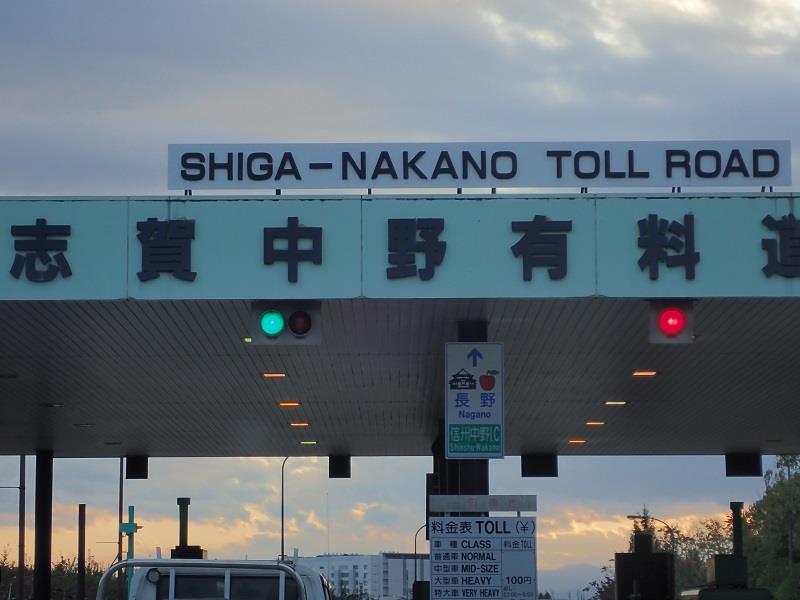 SHIGA-NAKANO TOLL ROAD
志賀中野有料道
長野
Nagano
信州中野I.C
Shinshu-Nakano
料金表 TOLL (¥)
車種 CLASS 料金 TOLL
普通車 NORMAL
中型車 MID-SIZE
大型車 HEAVY 100円
特大車 VERY HEAVY